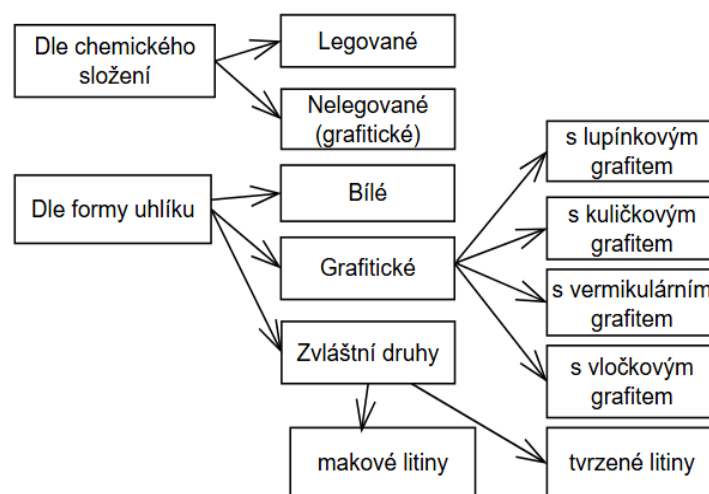 Dle chemického
složení
Legované
Nelegované
(grafitické)
Dle formy uhlíku
Bílé
Grafitické
Zvláštní druhy
s lupínkovým
grafitem
s kuličkovým
grafitem
s vermikulárním
grafitem
s vločkovým
grafitem
makové litiny
tvrzené litiny